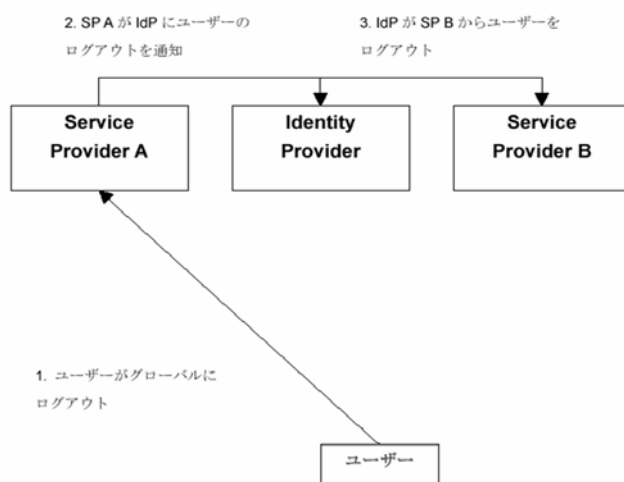 2. SP A が IdP にユーザーの
ログアウトを通知
3. IdP が SP B からユーザーを
ログアウト
Service
Provider A
Identity
Provider
Service
Provider B
1. ユーザーがグローバルに
ログアウト
ユーザー